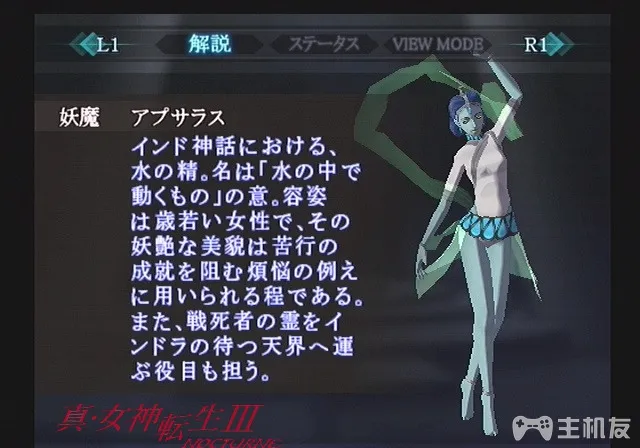 L1 解説 ステータス VIEW MODE R1
妖魔 アプサラス
インド神話における、
水の精。名は「水の中で
動くもの」の意。容姿
は歳若い女性で、その
妖艶な美貌は苦行の
成就を阻む煩悩の例え
に用いられる程である。
また、戦死者の霊をイ
ンドラの待つ天界へ運
ぶ役目も担う。
真・女神転生III
NOCTURNE
主机友